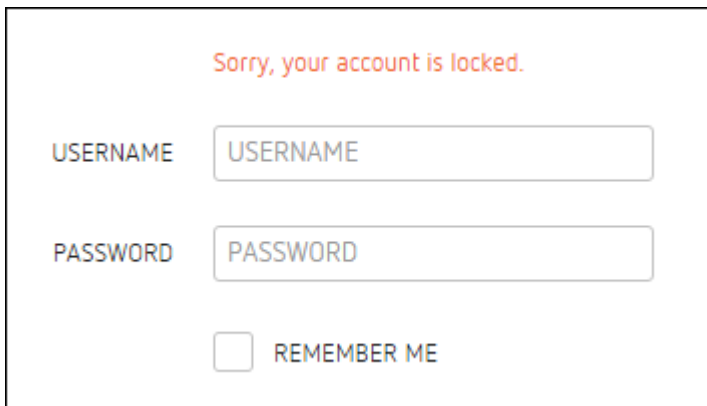 Sorry, your account is locked.
USERNAME USERNAME
PASSWORD PASSWORD
REMEMBER ME